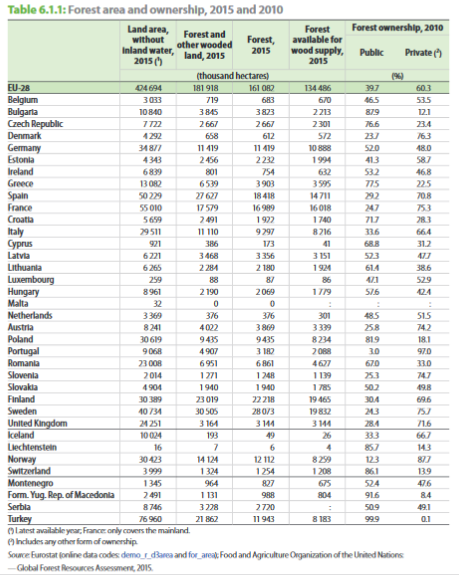 Table 6.1.1: Forest area and ownership, 2015 and 2010
Land area, without inland water, 2015 (¹) Forest and other wooded land, 2015 Forest, 2015 Forest available for wood supply, 2015 Forest ownership, 2010
Public Private (²)
(thousand hectares) (%)
EU-28 424 694 181 918 161 082 134 486 39.7 60.3
Belgium 3 033 719 683 670 46.5 53.5
Bulgaria 10 840 3 845 3 823 2 213 87.9 12.1
Czech Republic 7 722 2 667 2 667 2 301 76.6 23.4
Denmark 4 292 658 612 572 23.7 76.3
Germany 34 877 11 419 11 419 10 888 52.0 48.0
Estonia 4 343 2 456 2 232 1 994 41.3 58.7
Ireland 6 839 801 754 632 53.2 46.8
Greece 13 082 6 539 3 903 3 595 77.5 22.5
Spain 50 229 27 627 18 418 14 711 29.2 70.8
France 55 010 17 579 16 989 16 018 24.7 75.3
Croatia 5 659 2 491 1 922 1 740 71.7 28.3
Italy 29 511 11 110 9 297 8 216 33.6 66.4
Cyprus 921 386 173 41 68.8 31.2
Latvia 6 221 3 468 3 356 3 151 52.3 47.7
Lithuania 6 265 2 284 2 180 1 924 61.4 38.6
Luxembourg 259 88 87 86 47.1 52.9
Hungary 8 961 2 190 2 069 1 779 57.6 42.4
Malta 32 0 0 : : :
Netherlands 3 369 376 376 301 48.5 51.5
Austria 8 241 4 022 3 869 3 339 25.8 74.2
Poland 30 619 9 435 9 435 8 234 81.9 18.1
Portugal 9 068 4 907 3 182 2 088 3.0 97.0
Romania 23 008 6 951 6 861 4 627 67.0 33.0
Slovenia 2 014 1 271 1 248 1 139 25.3 74.7
Slovakia 4 904 1 940 1 940 1 785 50.2 49.8
Finland 30 389 23 019 22 218 19 465 30.4 69.6
Sweden 40 734 30 505 28 073 19 832 24.3 75.7
United Kingdom 24 251 3 164 3 144 3 144 28.4 71.6
Iceland 10 024 193 49 26 33.3 66.7
Liechtenstein 16 7 6 4 85.7 14.3
Norway 30 423 14 124 12 112 8 259 12.3 87.7
Switzerland 3 999 1 324 1 254 1 208 86.1 13.9
Montenegro 1 345 964 827 675 52.4 47.6
Form. Yug. Rep. of Macedonia 2 491 1 131 988 804 91.6 8.4
Serbia 8 746 3 228 2 720 : 50.9 49.1
Turkey 76 960 21 862 11 943 8 183 99.9 0.1
(¹) Latest available year; France: only covers the mainland.
(²) Includes any other form of ownership.
Source: Eurostat (online data codes: demo_r_d3area and for_area); Food and Agriculture Organization of the United Nations:
— Global Forest Resources Assessment, 2015.